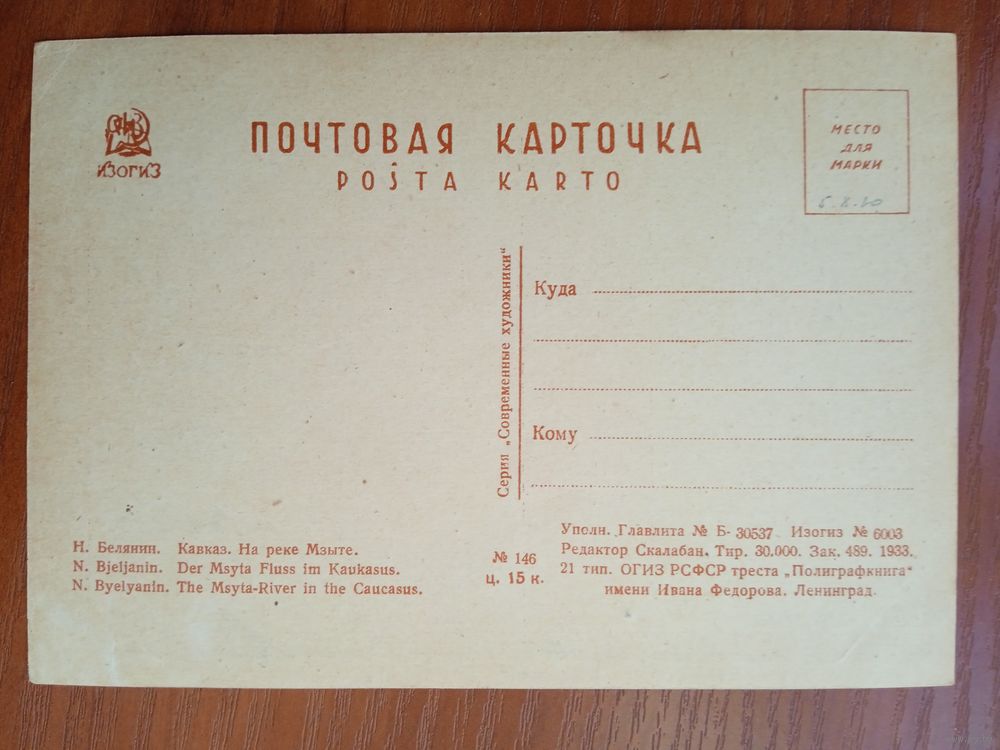 ИЗОГИЗ
ПОЧТОВАЯ КАРТОЧКА
POŜTA KARTO
МЕСТО
ДЛЯ
МАРКИ
5.X.80
Серия „Современные художники“
Куда
Кому
Н. Белянин. Кавказ. На реке Мзыте.
N. Bjeljanin. Der Msyta Fluss im Kaukasus.
N. Byelyanin. The Msyta-River in the Caucasus.
№ 146
ц. 15 к.
Уполн. Главлита № Б- 30537 Изогиз № 6003
Редактор Скалабан. Тир. 30.000. Зак. 489. 1933.
21 тип. ОГИЗ РСФСР треста „Полиграфкнига“
имени Ивана Федорова. Ленинград.